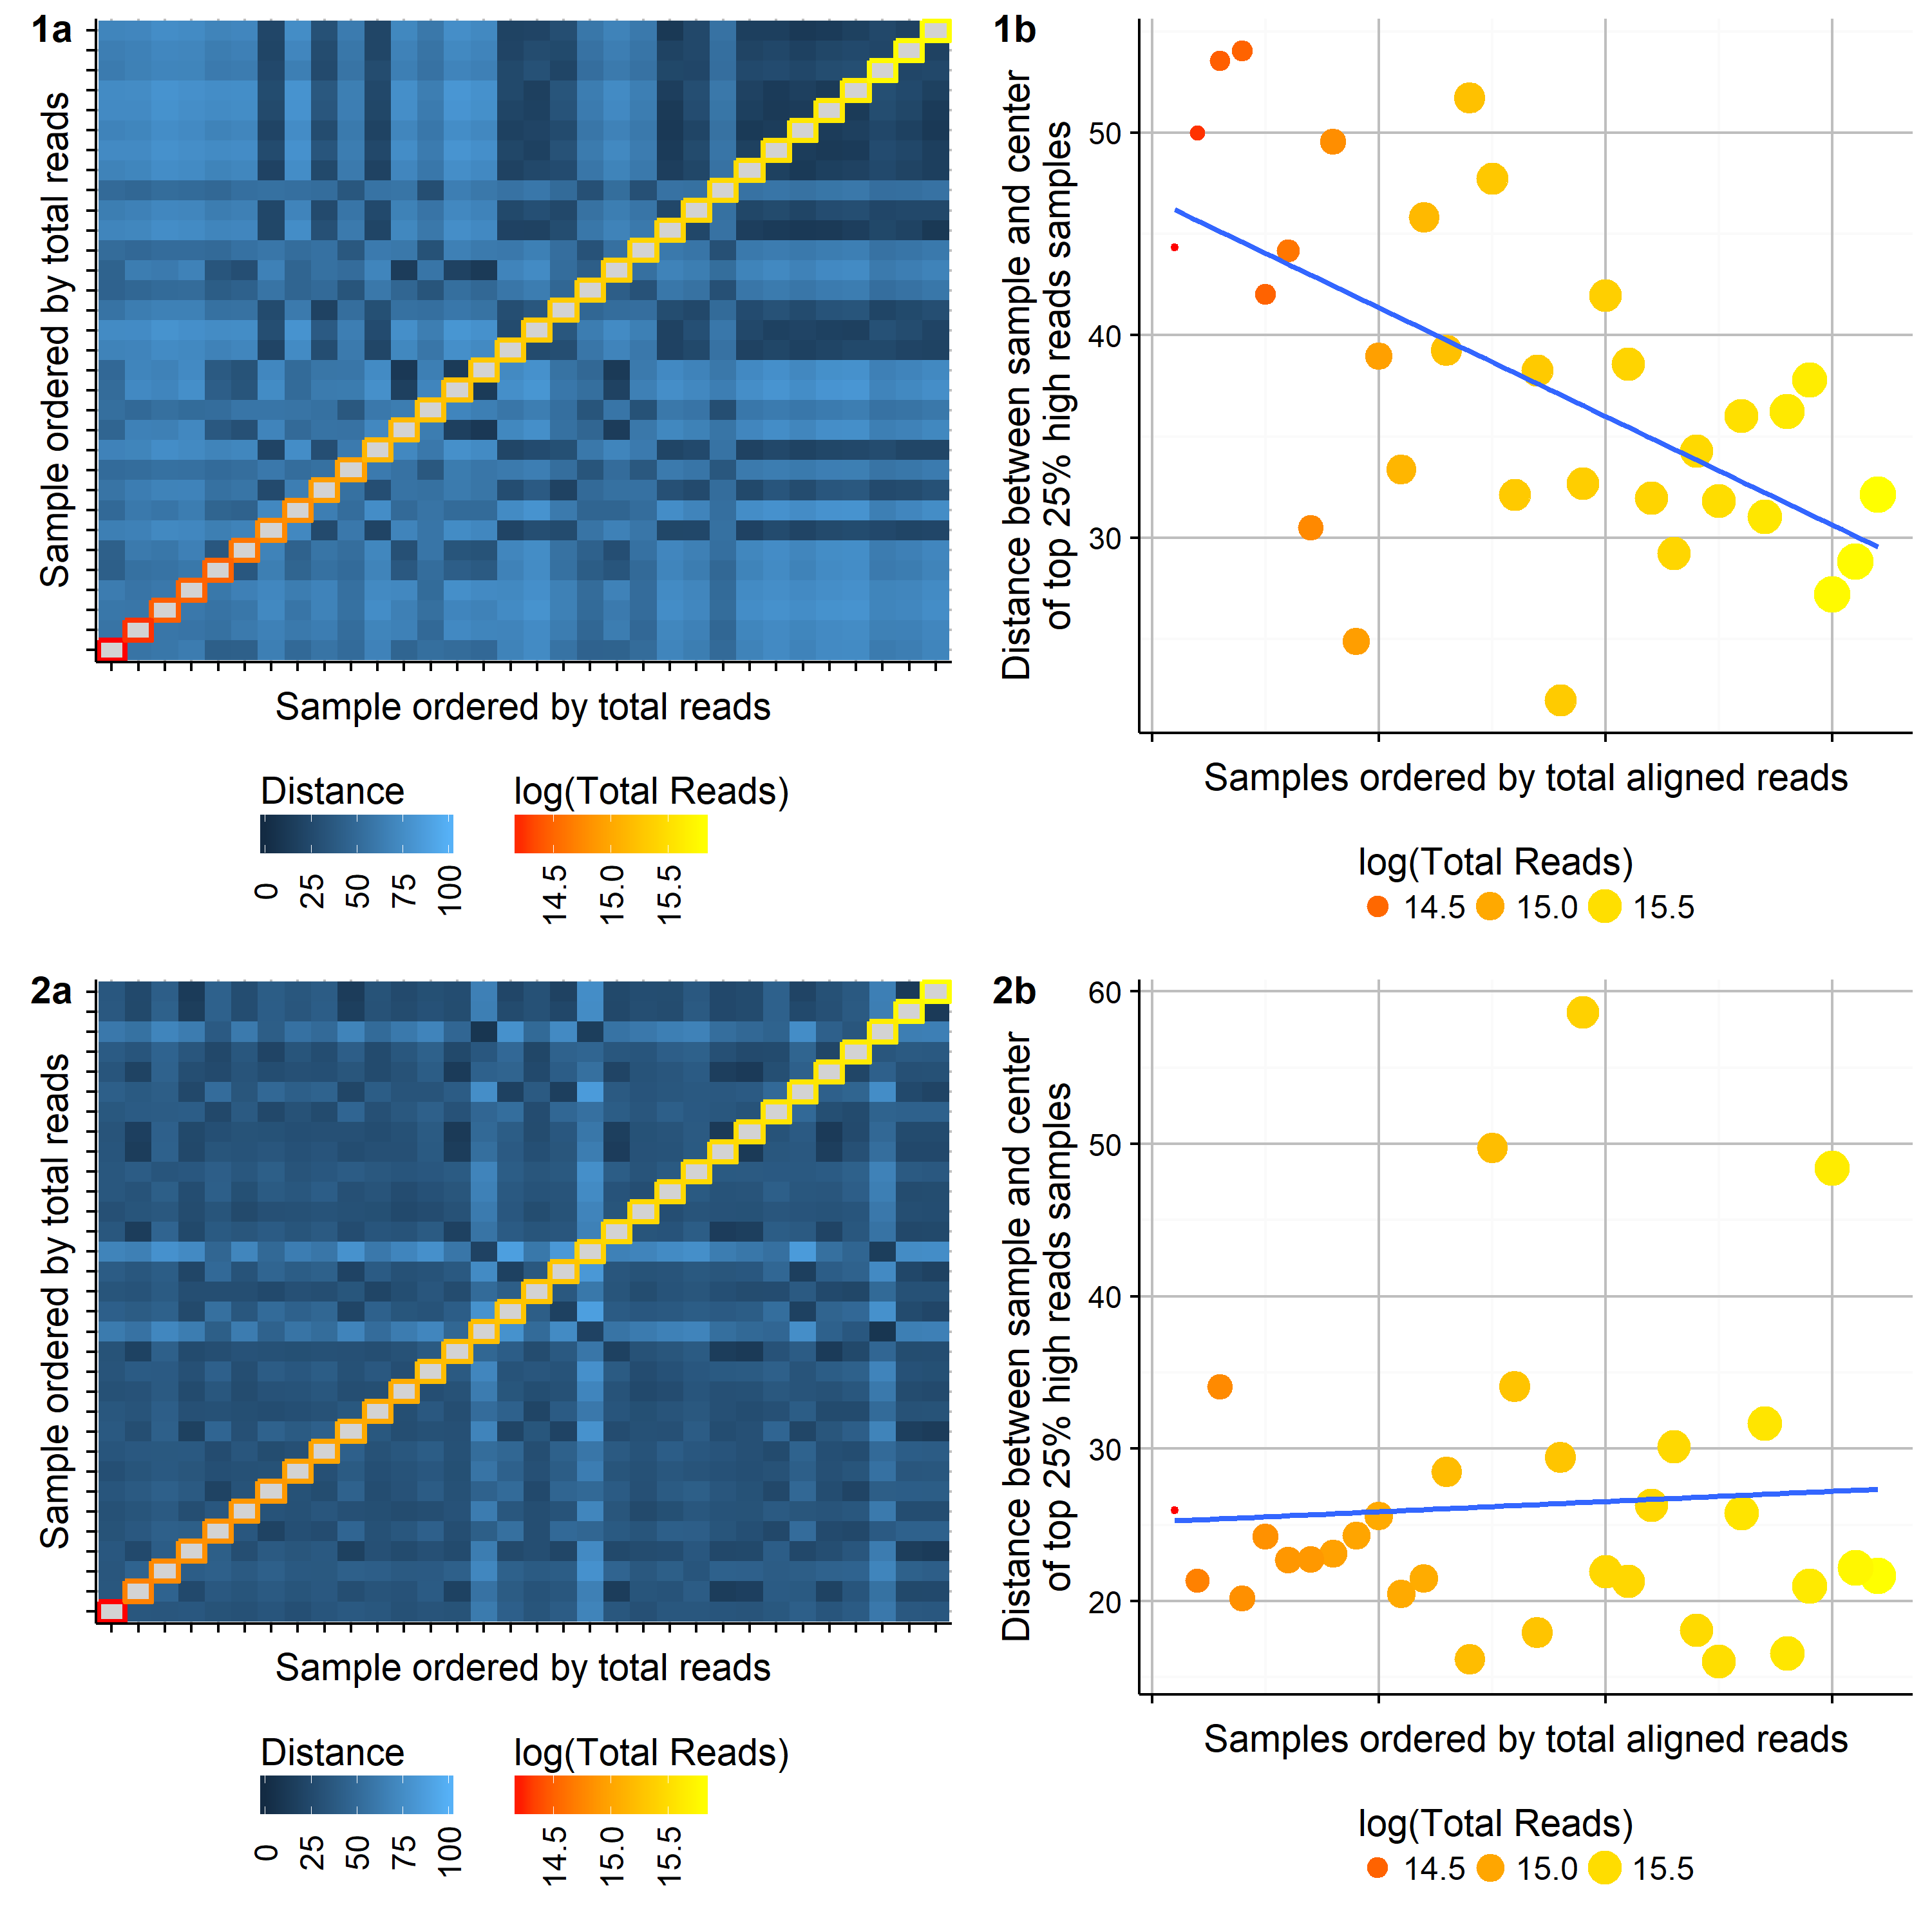 1a
Sample ordered by total reads
Sample ordered by total reads
Distance
0 25 50 75 100
log(Total Reads)
14.5 15.0 15.5
1b
Distance between sample and center
of top 25% high reads samples
50
40
30
Samples ordered by total aligned reads
log(Total Reads)
14.5 15.0 15.5
2a
Sample ordered by total reads
Sample ordered by total reads
Distance
0 25 50 75 100
log(Total Reads)
14.5 15.0 15.5
2b
Distance between sample and center
of top 25% high reads samples
60
50
40
30
20
Samples ordered by total aligned reads
log(Total Reads)
14.5 15.0 15.5